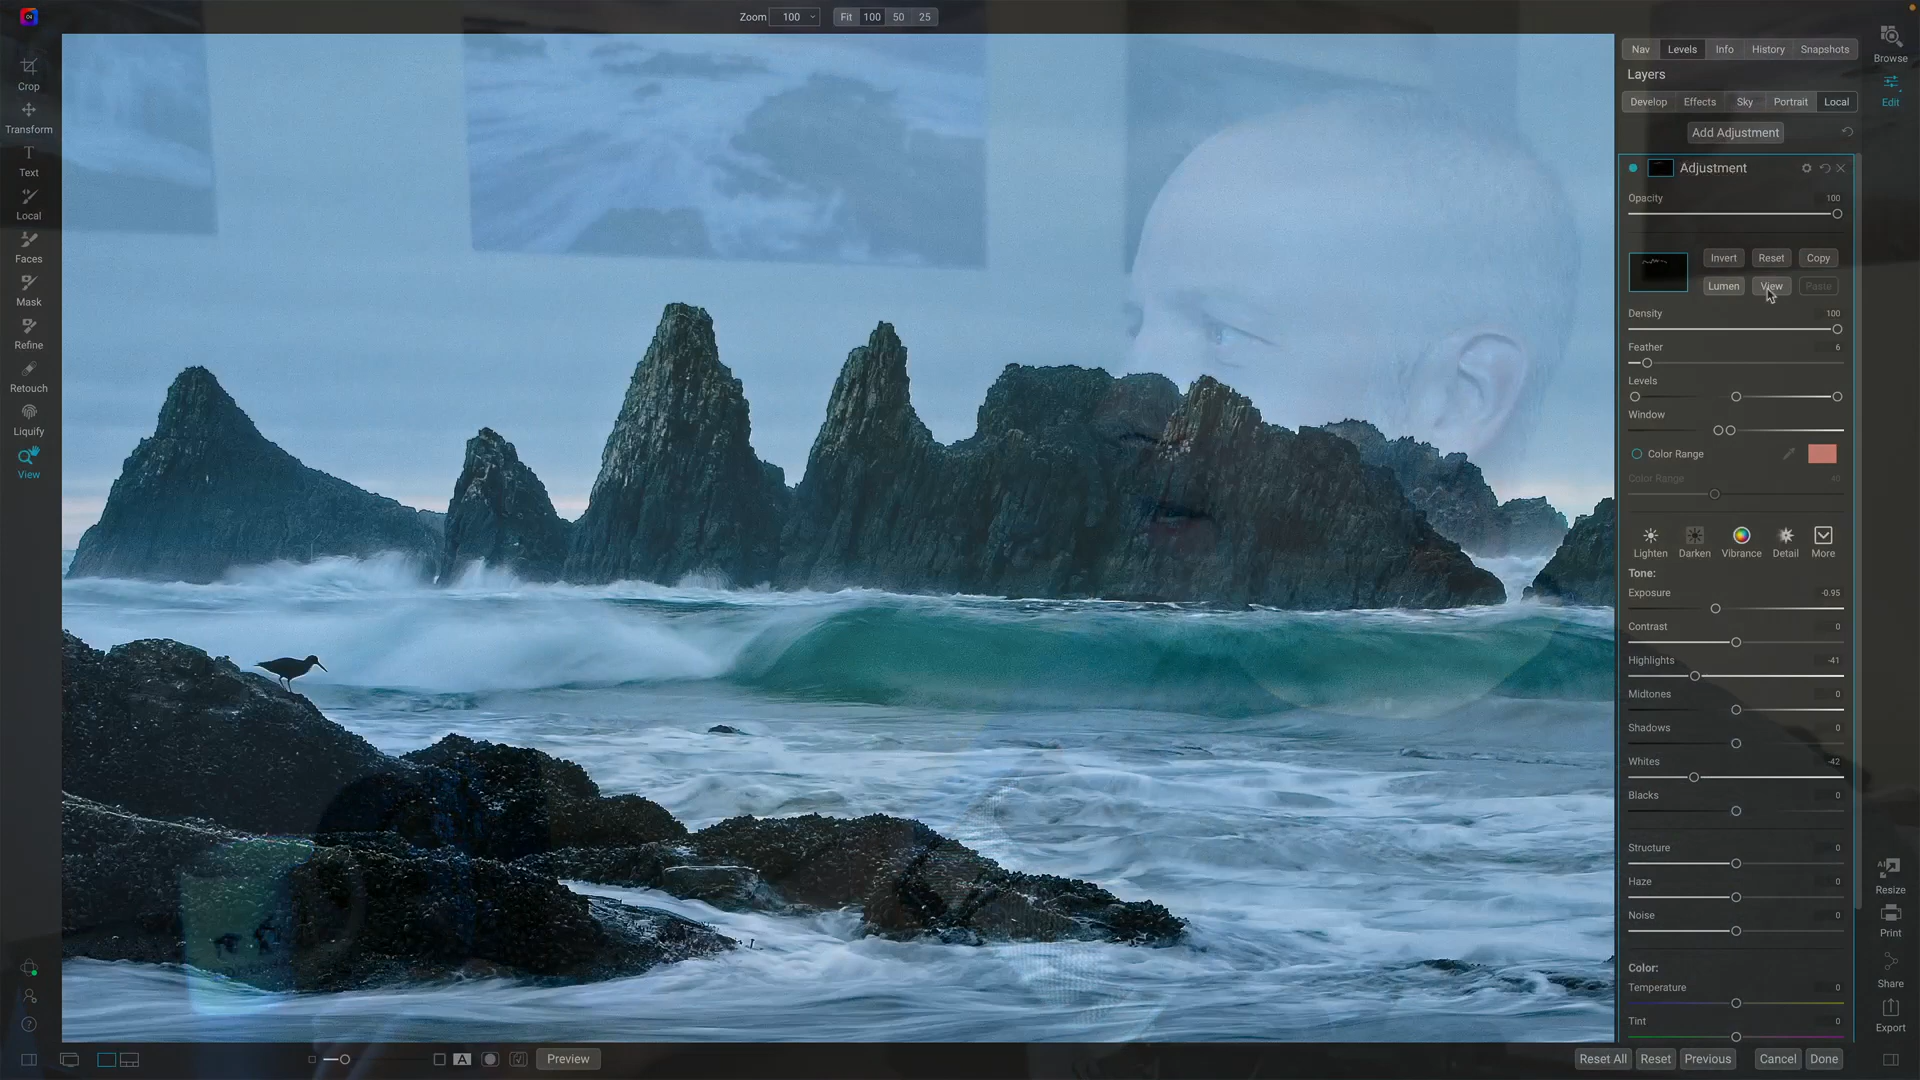 Zoom 100 Fit 100 50 25
Crop
Transform
Text
Local
Faces
Mask
Refine
Retouch
Liquify
View
Nav Levels Info History Snapshots
Layers
Develop Effects Sky Portrait Local
Add Adjustment
Adjustment
Opacity 100
Invert Reset Copy
Lumen View Paste
Density 100
Feather 6
Levels
Window
Color Range
Color Range 40
Lighten Darken Vibrance Detail More
Tone:
Exposure -0.95
Contrast 0
Highlights -41
Midtones 0
Shadows 0
Whites -42
Blacks 0
Structure 0
Haze 0
Noise 0
Color:
Temperature 0
Tint 0
Browse
Edit
AI
Resize
Print
Share
Export
A Preview
Reset All Reset Previous Cancel Done